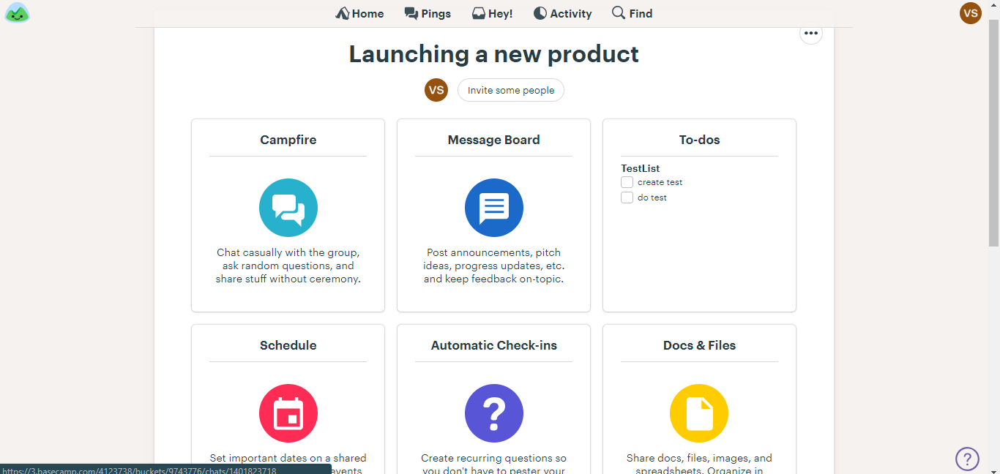 Home Pings Hey! Activity Find
VS
Launching a new product
VS Invite some people
Campfire
Chat casually with the group,
ask random questions, and
share stuff without ceremony.
Message Board
Post announcements, pitch
ideas, progress updates, etc.
and keep feedback on-topic.
To-dos
TestList
create test
do test
Schedule
Set important dates on a shared
events
Automatic Check-ins
?
Create recurring questions so
you don't have to pester your
Docs & Files
Share docs, files, images, and
spreadsheets. Organize in
?
https://3.basecamp.com/4123738/buckets/9743776/chats/1401823718